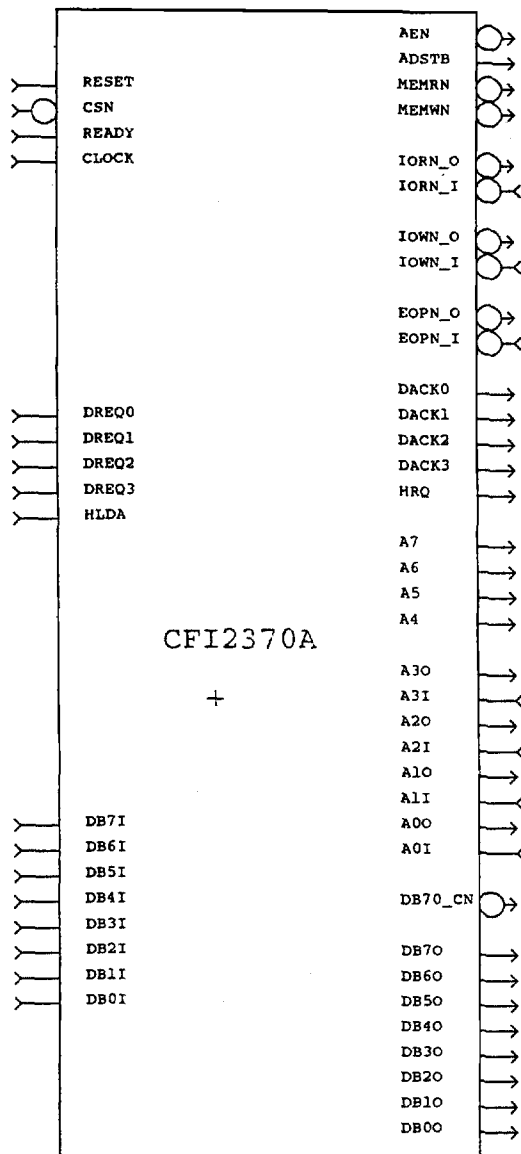 AEN
ADSTB
RESET
MEMRN
CSN
MEMWN
READY
CLOCK
IORN_O
IORN_I
IOWN_O
IOWN_I
EOPN_O
EOPN_I
DACK0
DREQ0
DACK1
DREQ1
DACK2
DREQ2
DACK3
DREQ3
HRQ
HLDA
A7
A6
A5
A4
CFI2370A
A3O
A3I
A2O
A2I
A1O
A1I
DB7I
A0O
DB6I
A0I
DB5I
DB4I
DB7O_CN
DB3I
DB2I
DB7O
DB1I
DB6O
DB0I
DB5O
DB4O
DB3O
DB2O
DB1O
DB0O